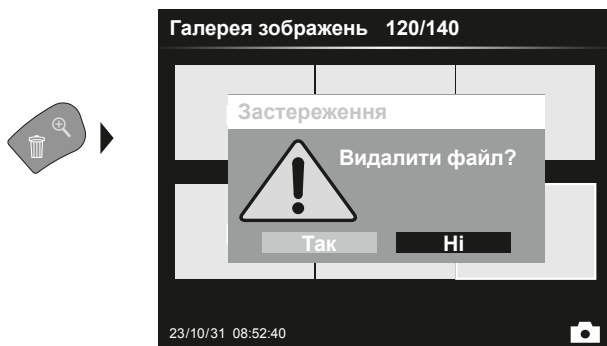 Галерея зображень 120/140
Застереження
Видалити файл?
Так Ні
23/10/31 08:52:40